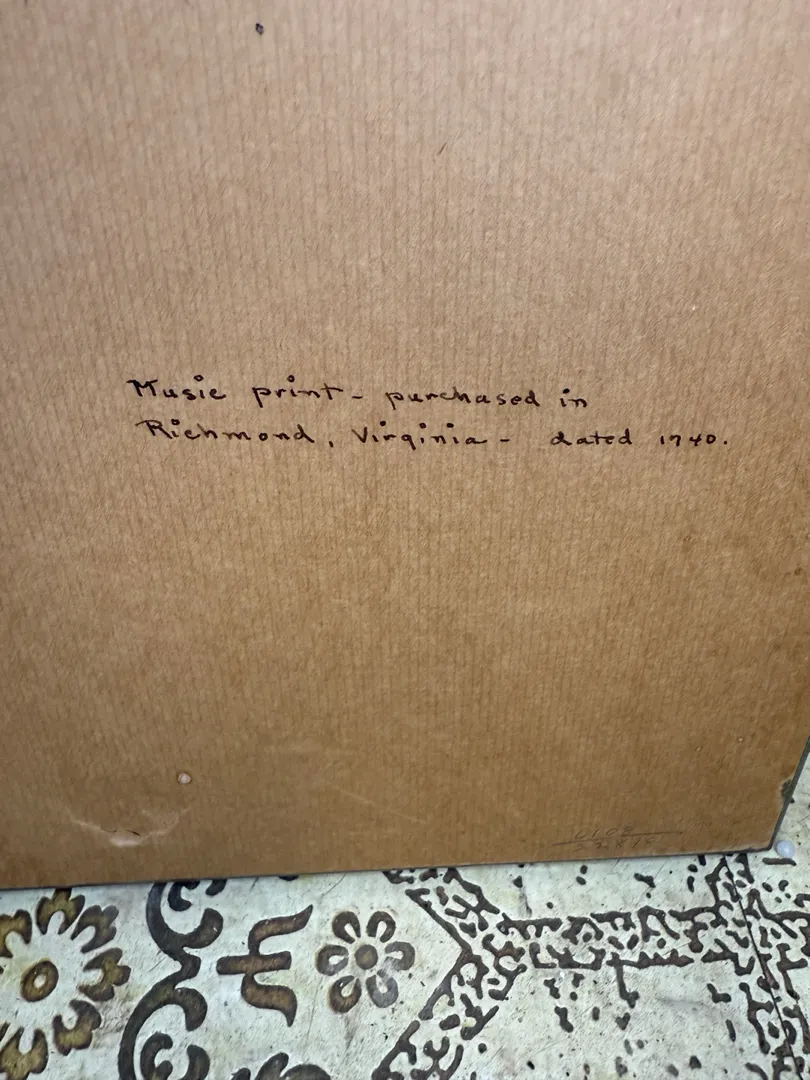 Music print - purchased in
Richmond, Virginia - dated 1740.